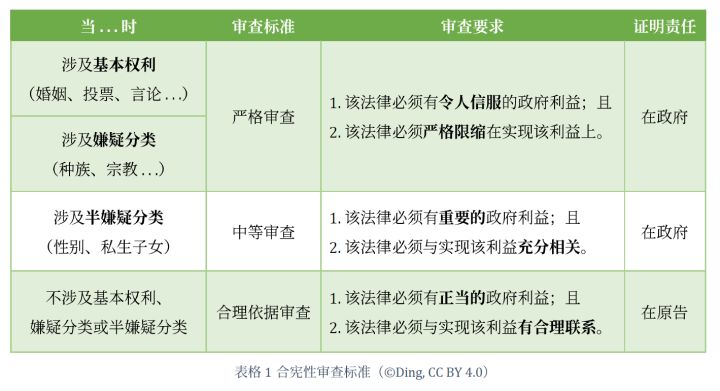 当...时 审查标准 审查要求 证明责任
涉及基本权利
（婚姻、投票、言论...）
涉及嫌疑分类
（种族、宗教...）
严格审查
1. 该法律必须有令人信服的政府利益；且
2. 该法律必须严格限缩在实现该利益上。
在政府
涉及半嫌疑分类
（性别、私生子女）
中等审查
1. 该法律必须有重要的政府利益；且
2. 该法律必须与实现该利益充分相关。
在政府
不涉及基本权利、
嫌疑分类或半嫌疑分类
合理依据审查
1. 该法律必须有正当的政府利益；且
2. 该法律必须与实现该利益有合理联系。
在原告
表格 1 合宪性审查标准（©Ding, CC BY 4.0）